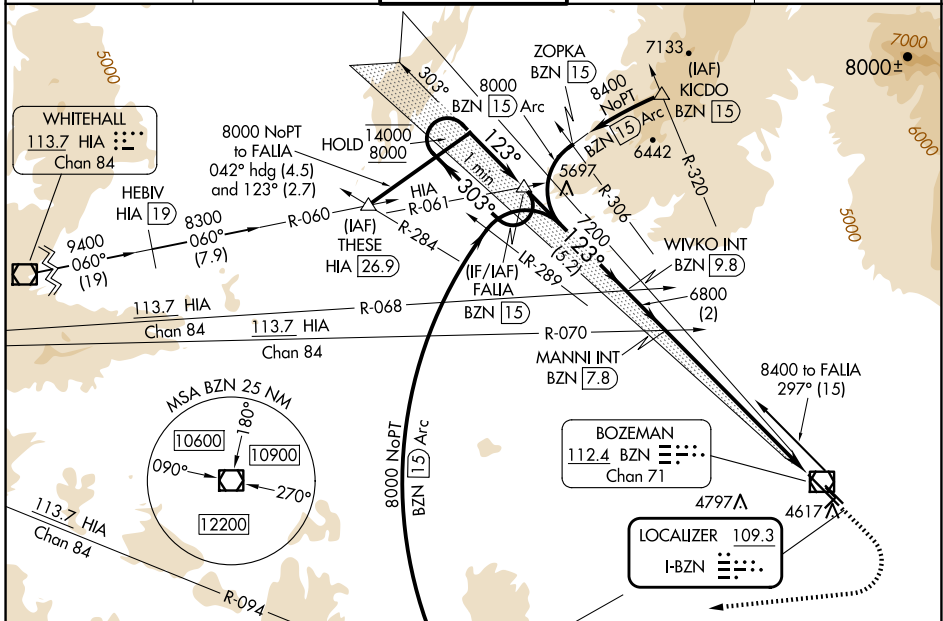 5000
WHITEHALL
113.7 HIA
Chan 84
8000 NoPT
to FALIA
042° hdg (4.5)
and 123° (2.7)
HOLD
14000
8000
303°
8000
BZN 15 Arc
ZOPKA
BZN 15
8400
NoPT
BZN 15 Arc
7133
(IAF)
KICDO
BZN 15
7000
8000±
6000
6442
5697
R-320
R-306
5000
123°
1 min
303°
HEBIV
HIA 19
9400
060°
(19)
8300
060°
(7.9)
R-060
HIA
R-061
R-284
(IAF)
THESE
HIA 26.9
(IF/IAF)
FALIA
BZN 15
LR-289
7200
(5.2)
123°
WIVKO INT
BZN 9.8
6800
(2)
113.7 HIA
Chan 84
R-068
113.7 HIA
Chan 84
R-070
MANNI INT
BZN 7.8
8400 to FALIA
297° (15)
MSA BZN 25 NM
180°
10600
10900
090°
270°
12200
8000 NoPT
BZN 15 Arc
BOZEMAN
112.4 BZN
Chan 71
4797
4617
LOCALIZER 109.3
I-BZN
113.7 HIA
Chan 84
R-094